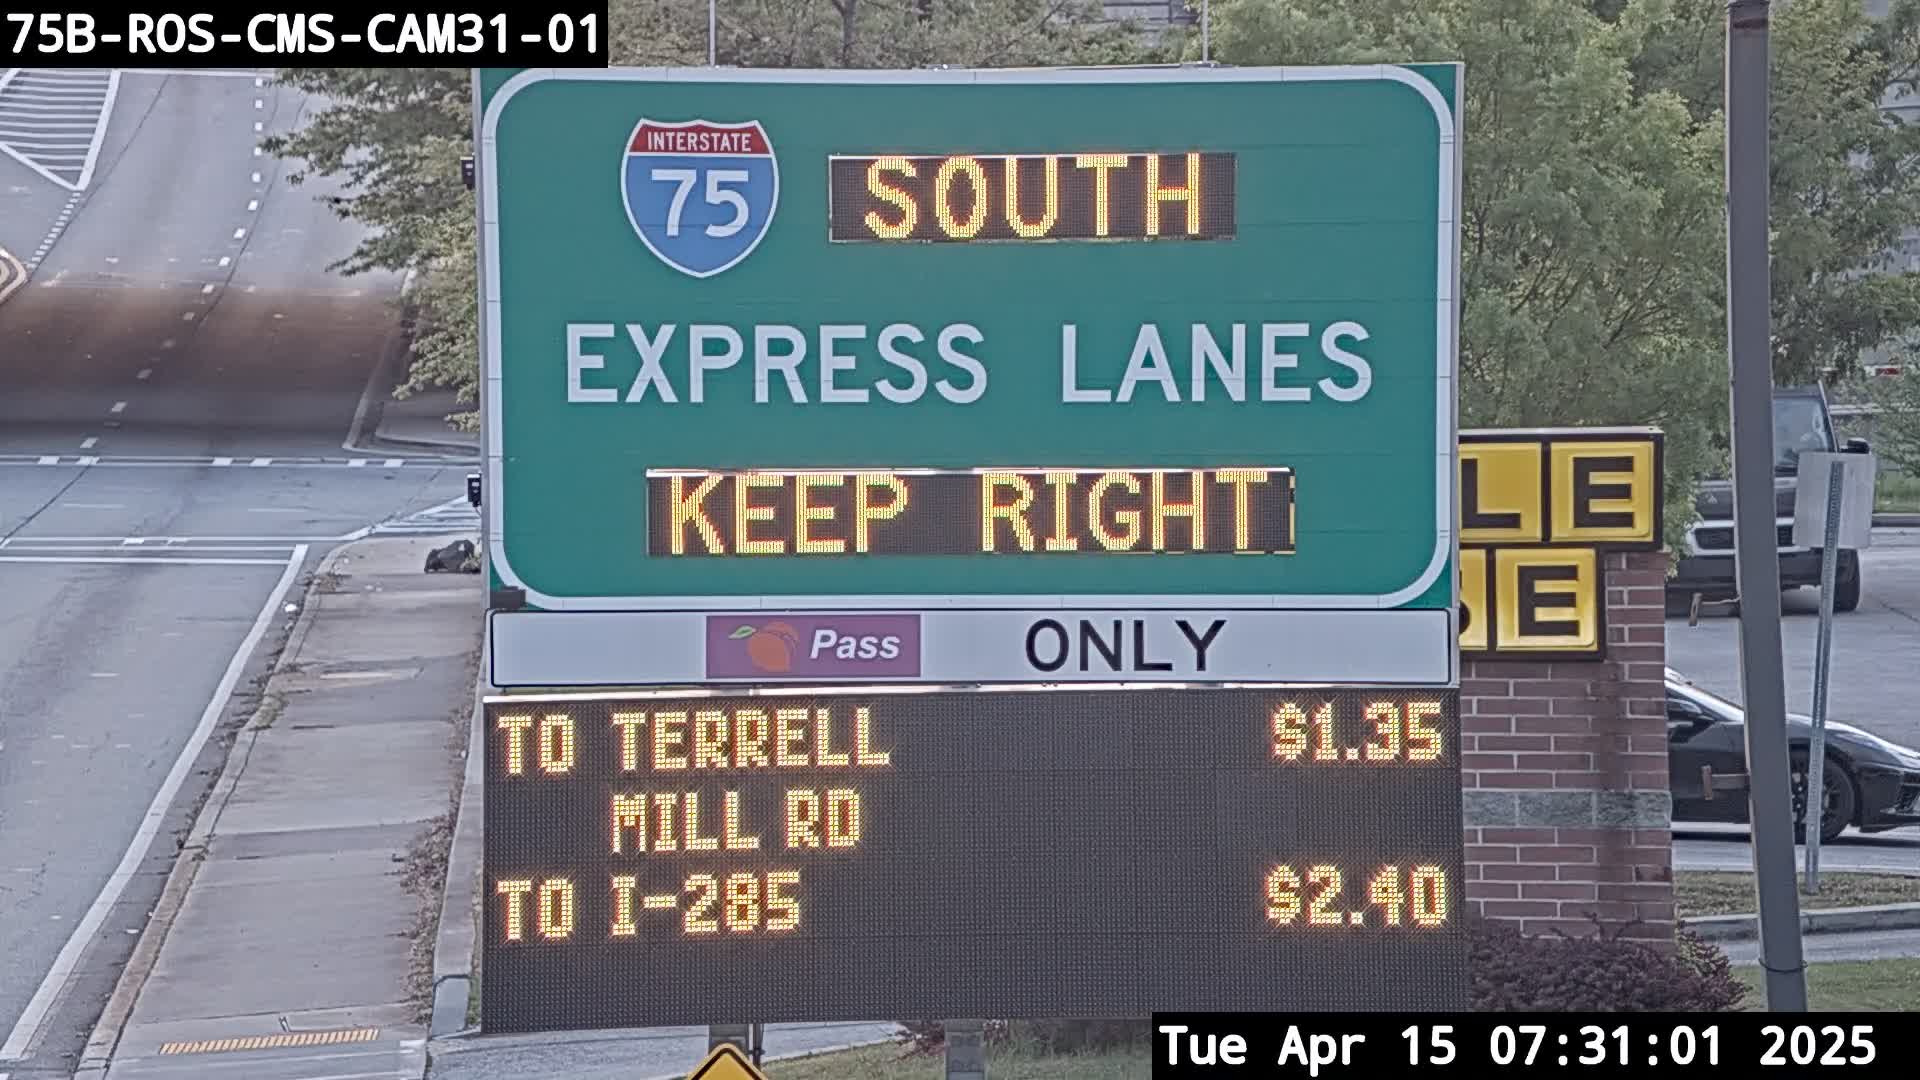 75B-ROS-CMS-CAM31-01
INTERSTATE
75
SOUTH
EXPRESS LANES
KEEP RIGHT
LE
E
Pass ONLY
TO TERRELL $1.35
MILL RD
TO I-285 $2.40
Tue Apr 15 07:31:01 2025